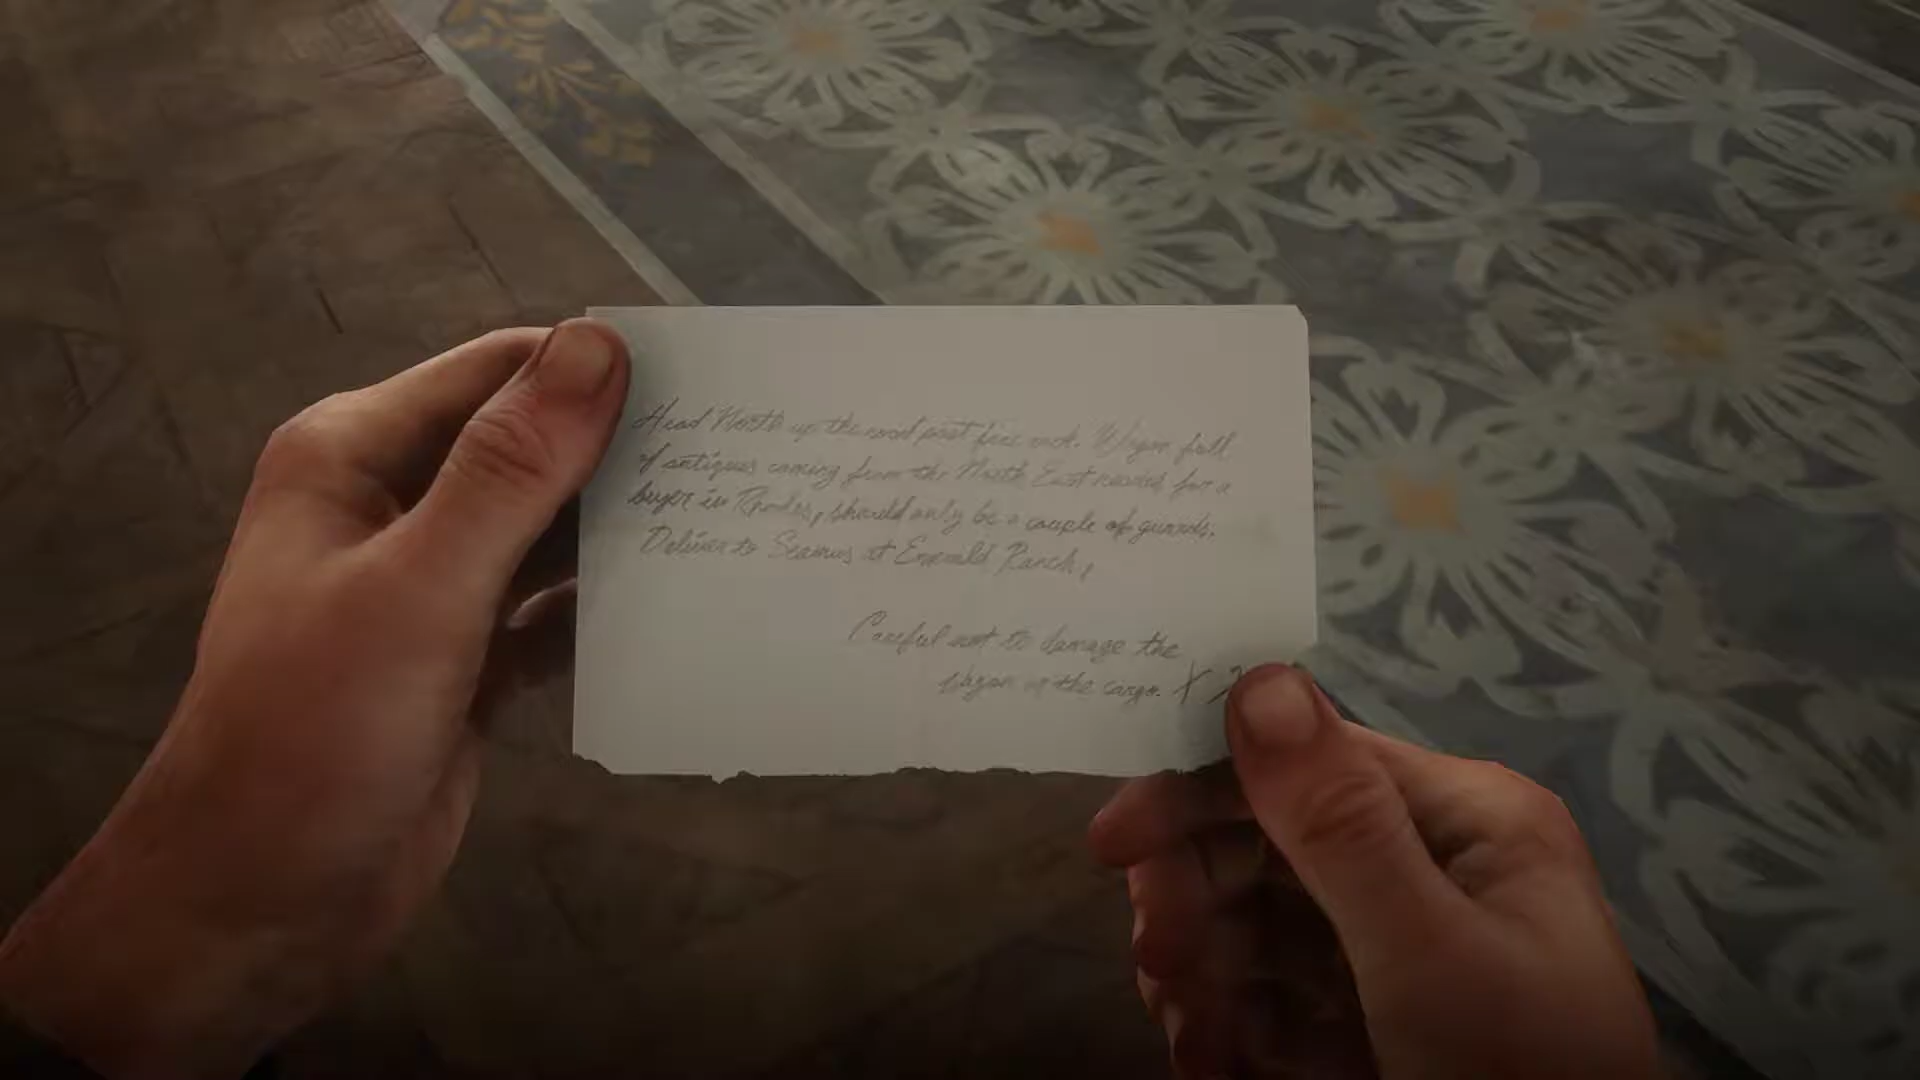 Head North up the road past face rock. Wagon full
of antiques coming from the North East headed for a
buyer in Rhodes, should only be a couple of guards.
Deliver to Seamus at Emerald Ranch,
Careful not to damage the
wagon or the cargo. X